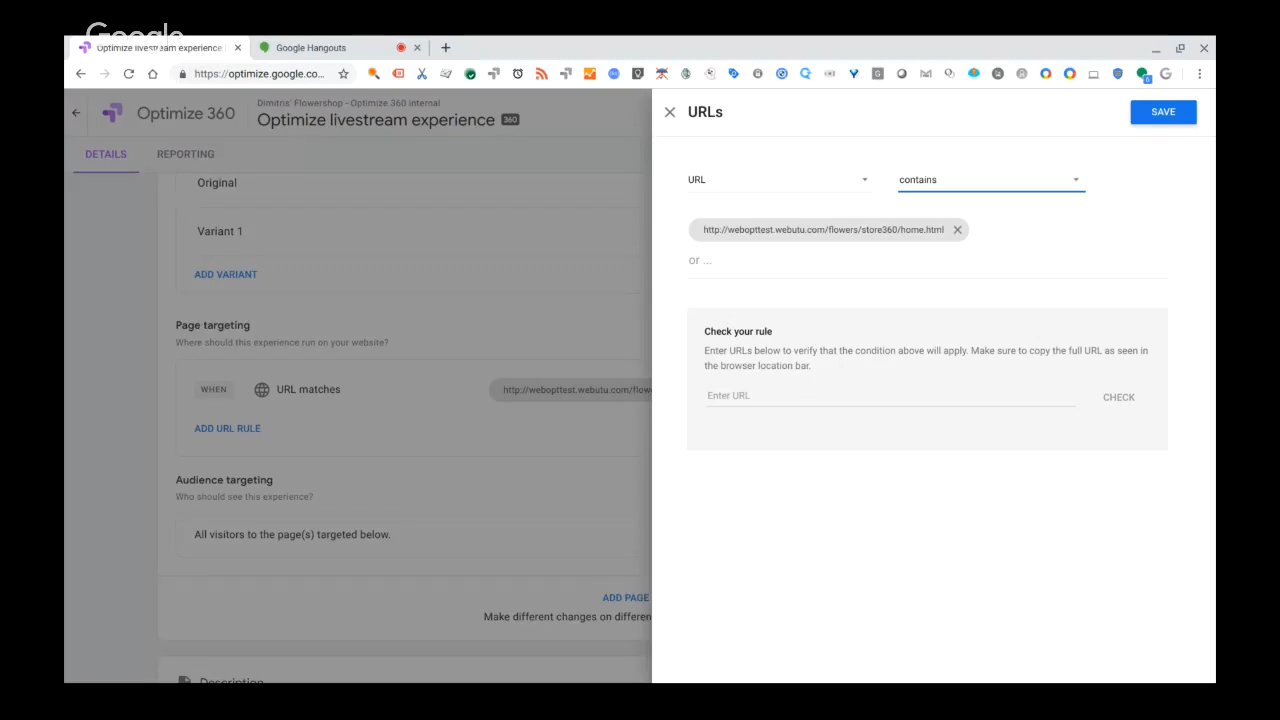 Google
Optimize livestream experience
Google Hangouts
https://optimize.google.co...
Optimize 360
Dimitris' Flowershop - Optimize 360 internal
Optimize livestream experience 360
DETAILS
REPORTING
Original
Variant 1
ADD VARIANT
Page targeting
Where should this experience run on your website?
WHEN
URL matches
http://webopttest.webutu.com/flow
ADD URL RULE
Audience targeting
Who should see this experience?
All visitors to the page(s) targeted below.
ADD PAGE
Make different changes on differen
Description
URLs
SAVE
URL
contains
http://webopttest.webutu.com/flowers/store360/home.html
or ...
Check your rule
Enter URLs below to verify that the condition above will apply. Make sure to copy the full URL as seen in
the browser location bar.
Enter URL
CHECK